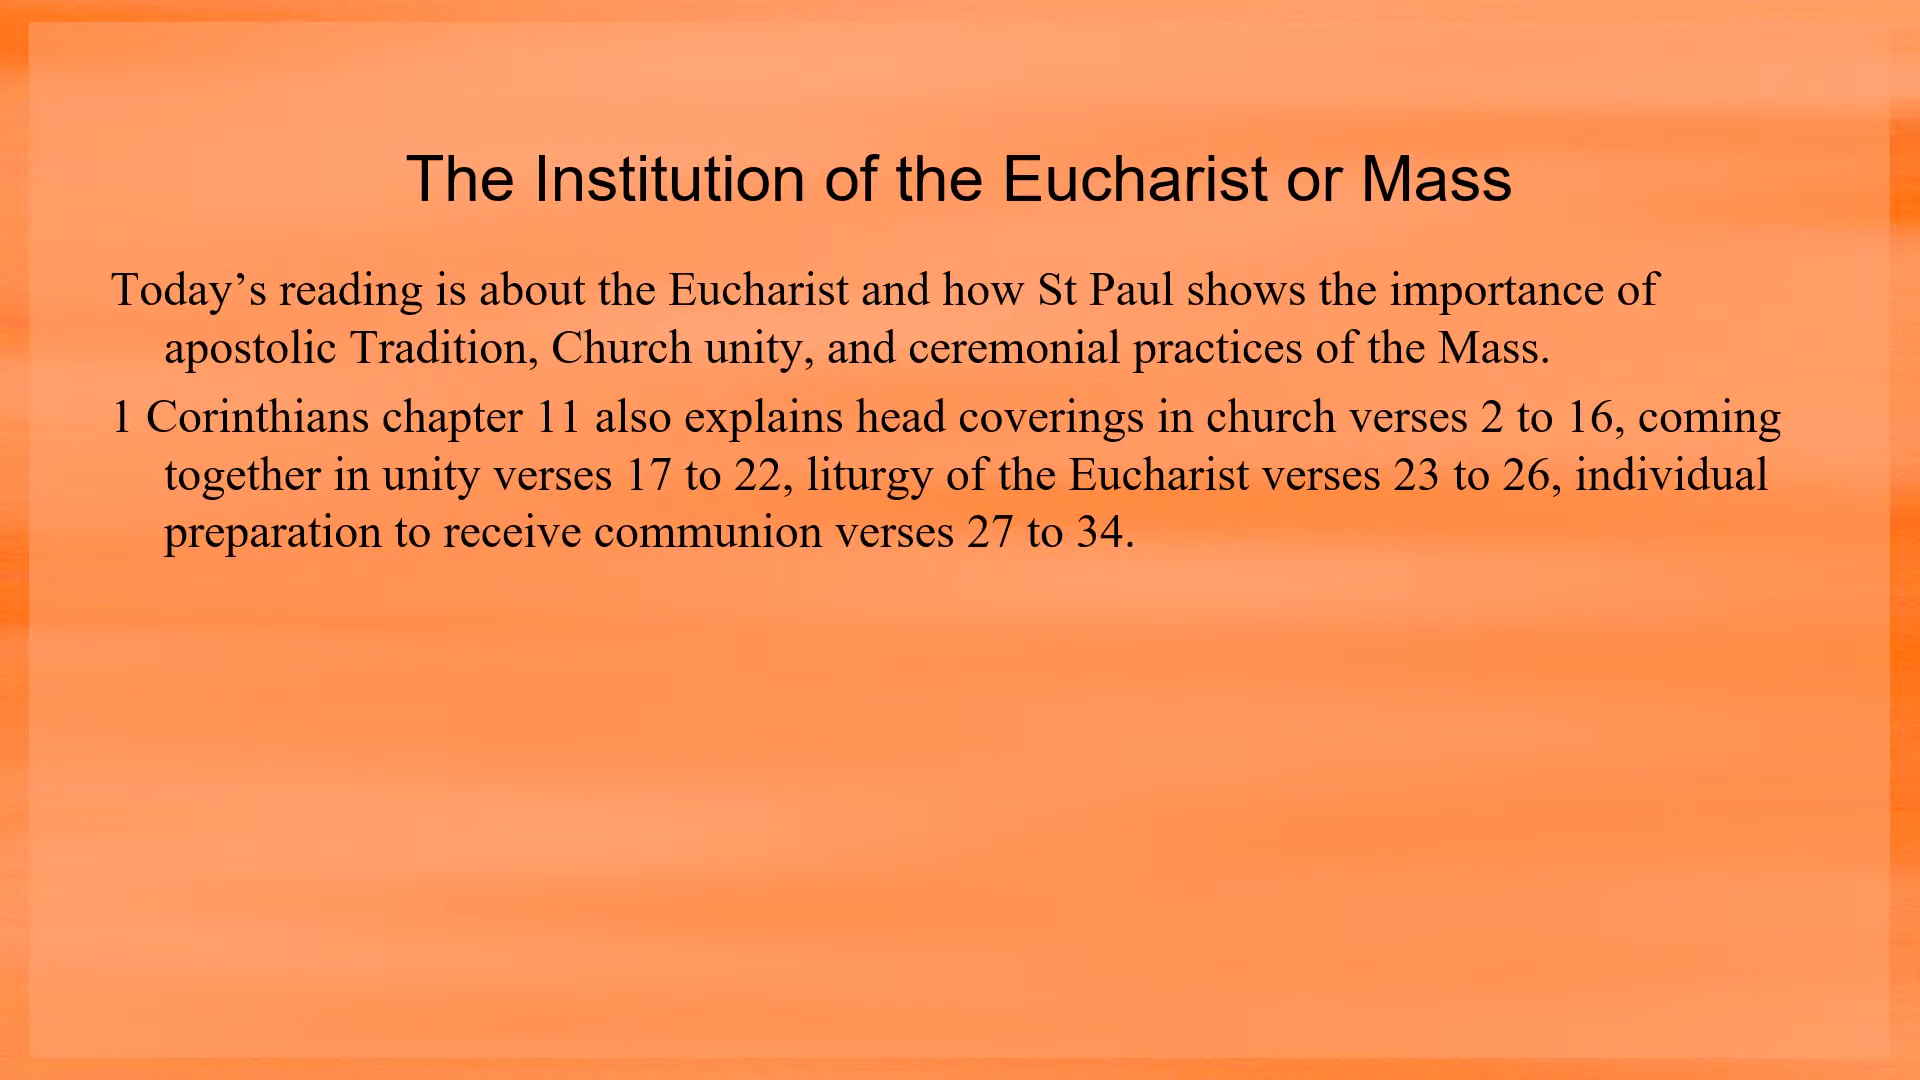 The Institution of the Eucharist or Mass
Today’s reading is about the Eucharist and how St Paul shows the importance of
apostolic Tradition, Church unity, and ceremonial practices of the Mass.
1 Corinthians chapter 11 also explains head coverings in church verses 2 to 16, coming
together in unity verses 17 to 22, liturgy of the Eucharist verses 23 to 26, individual
preparation to receive communion verses 27 to 34.